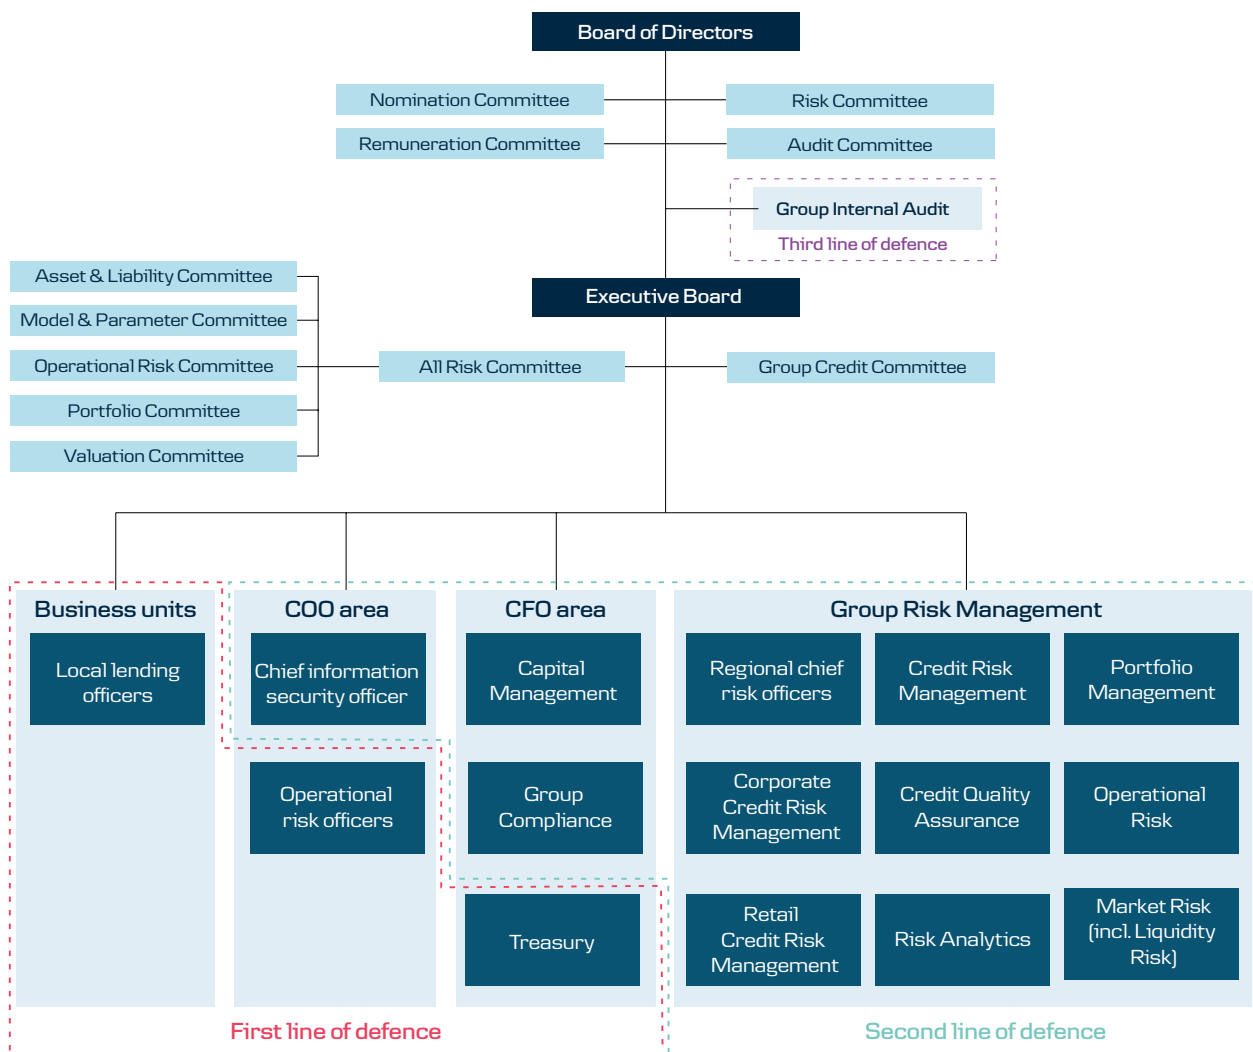 Board of Directors
Nomination Committee
Risk Committee
Remuneration Committee
Audit Committee
Group Internal Audit
Third line of defence
Asset & Liability Committee
Executive Board
Model & Parameter Committee
Operational Risk Committee
All Risk Committee
Group Credit Committee
Portfolio Committee
Valuation Committee
Business units
Local lending
officers
COO area
Chief information
security officer
Operational
risk officers
CFO area
Capital
Management
Group
Compliance
Treasury
Group Risk Management
Regional chief
risk officers
Credit Risk
Management
Portfolio
Management
Corporate
Credit Risk
Management
Credit Quality
Assurance
Operational
Risk
Retail
Credit Risk
Management
Risk Analytics
Market Risk
(incl. Liquidity
Risk)
First line of defence
Second line of defence